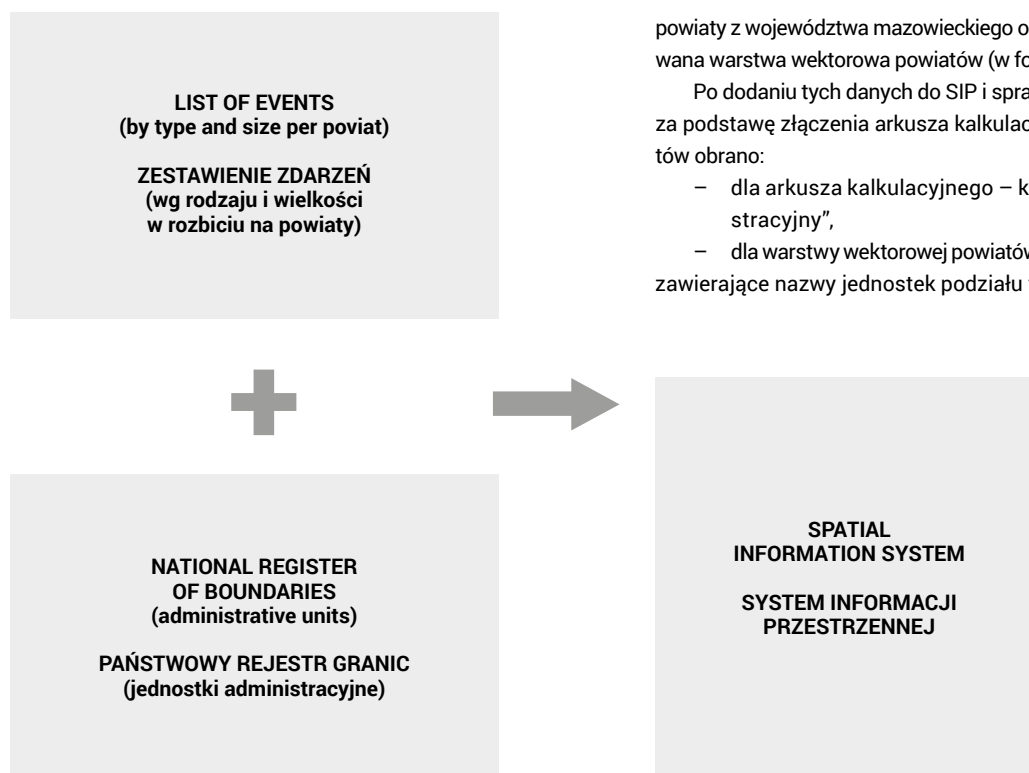 LIST OF EVENTS
(by type and size per poviat)
ZESTAWIENIE ZDARZEŃ
(wg rodzaju i wielkości
w rozbiciu na powiaty)
NATIONAL REGISTER
OF BOUNDARIES
(administrative units)
PAŃSTWOWY REJESTR GRANIC
(jednostki administracyjne)
powiaty z województwa mazowieckiego o
wana warstwa wektorowa powiatów (w fo
Po dodaniu tych danych do SIP i spra
za podstawę złączenia arkusza kalkulac
tów obrano:
– dla arkusza kalkulacyjnego – k
stracyjny”,
– dla warstwy wektorowej powiatów
zawierające nazwy jednostek podziału
SPATIAL
INFORMATION SYSTEM
SYSTEM INFORMACJI
PRZESTRZENNEJ